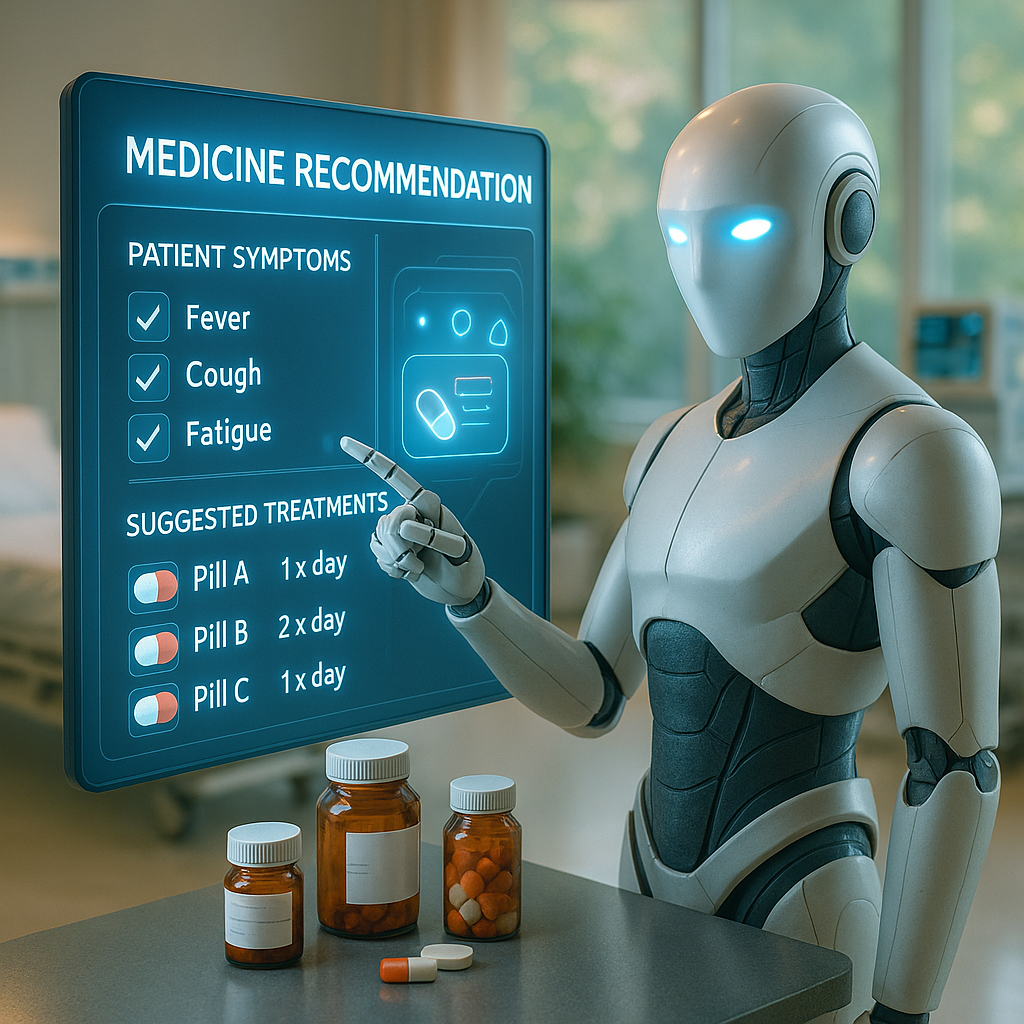 MEDICINE RECOMMENDATION
PATIENT SYMPTOMS
Fever
Cough
Fatigue
SUGGESTED TREATMENTS
Pill A 1 x day
Pill B 2 x day
Pill C 1 x day